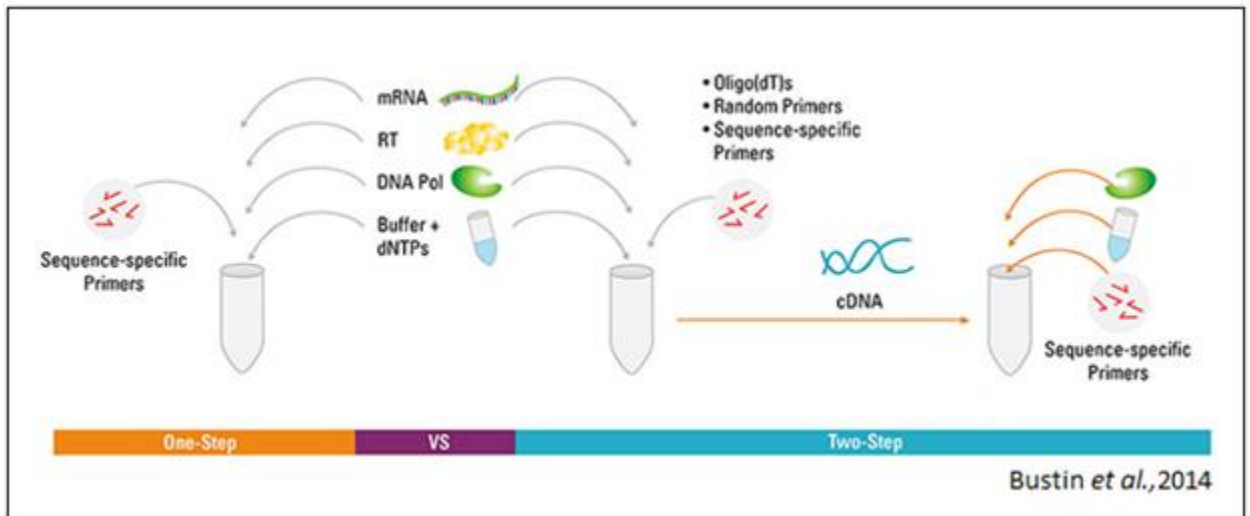 mRNA
RT
DNA Pol
Buffer +
dNTPs
Sequence-specific
Primers
• Oligo(dT)s
• Random Primers
• Sequence-specific
Primers
cDNA
Sequence-specific
Primers
One-Step
VS
Two-Step
Bustin et al.,2014